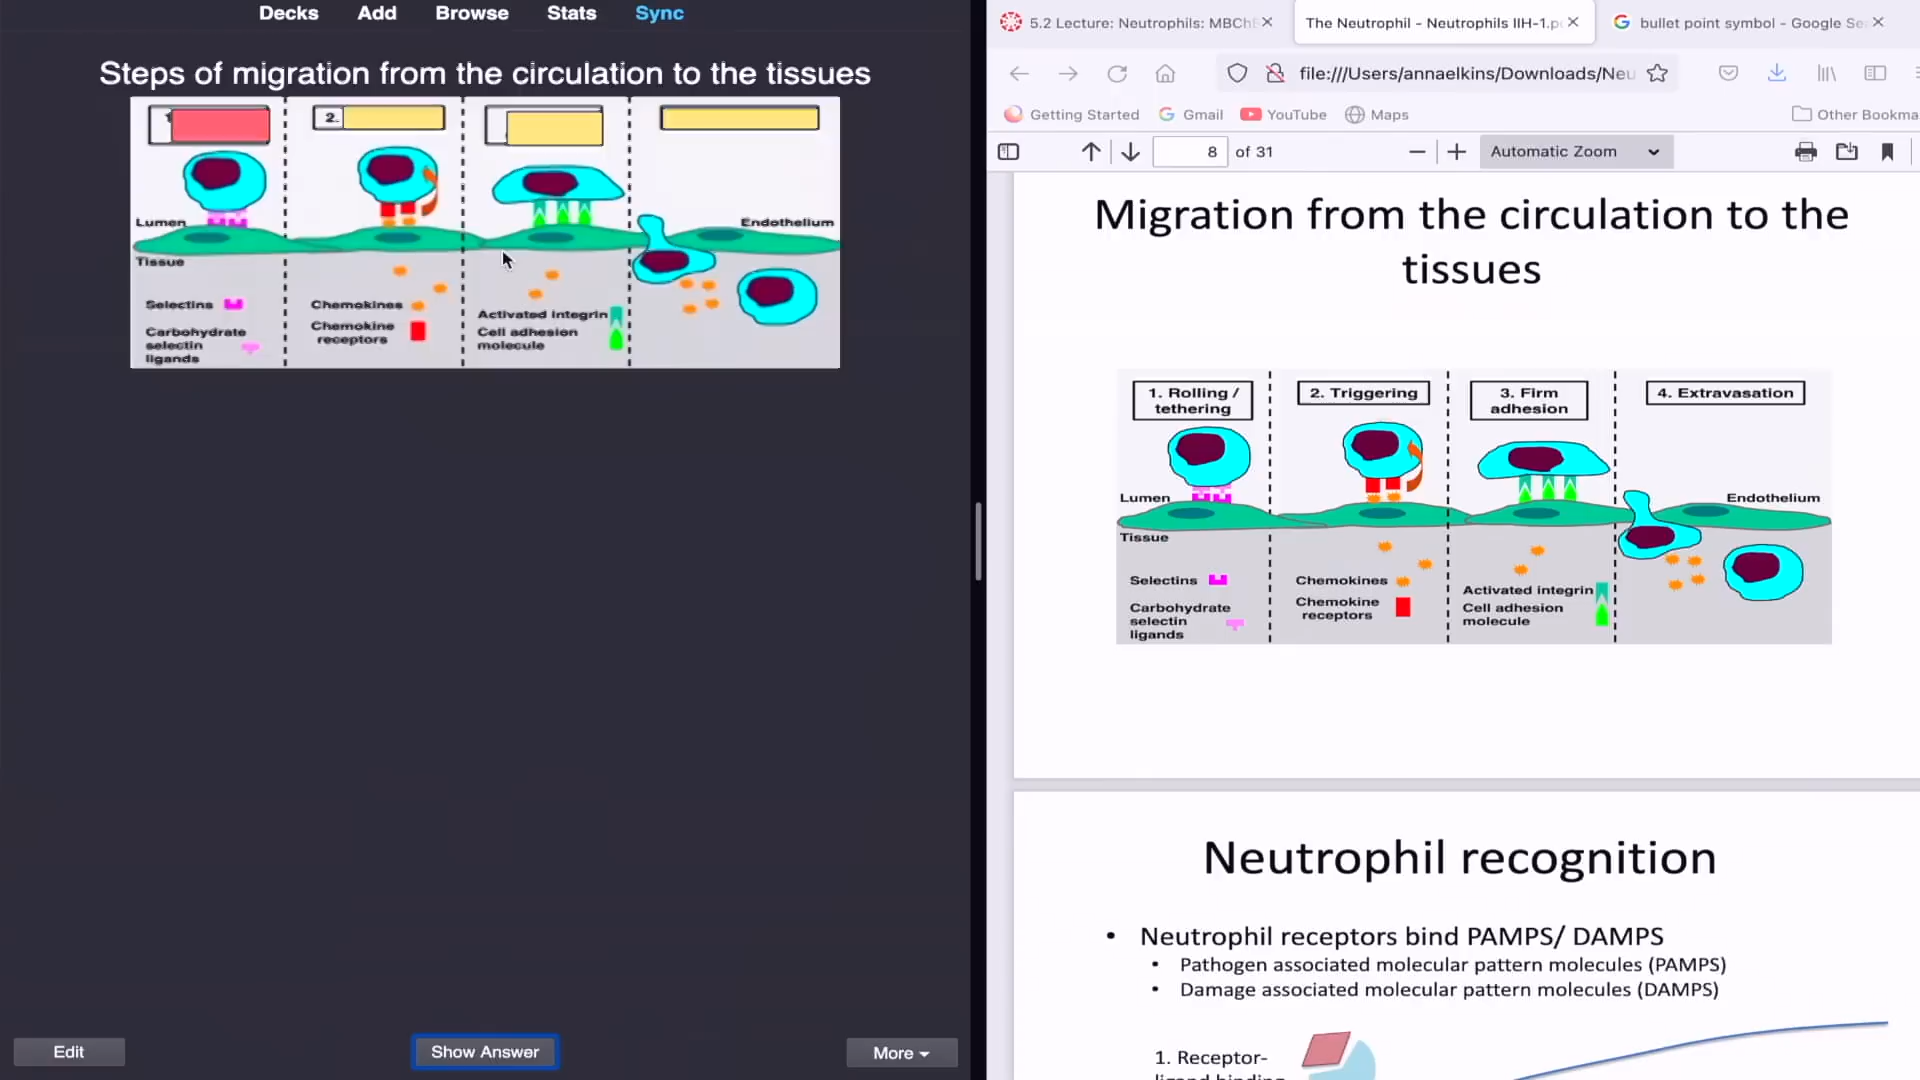 Decks Add Browse Stats Sync
Steps of migration from the circulation to the tissues
2.
Lumen
Endothelium
Tissue
Selectins
Carbohydrate
selectin
ligands
Chemokines
Chemokine
receptors
Activated integrin
Cell adhesion
molecule
Edit
Show Answer
More
5.2 Lecture: Neutrophils: MBChB
The Neutrophil - Neutrophils IIH-1.p
bullet point symbol - Google Se
file:///Users/annaelkins/Downloads/Neu
Getting Started Gmail YouTube Maps Other Bookma
8 of 31
Automatic Zoom
Migration from the circulation to the
tissues
1. Rolling /
tethering
2. Triggering
3. Firm
adhesion
4. Extravasation
Lumen
Endothelium
Tissue
Selectins
Carbohydrate
selectin
ligands
Chemokines
Chemokine
receptors
Activated integrin
Cell adhesion
molecule
Neutrophil recognition
• Neutrophil receptors bind PAMPS/ DAMPS
• Pathogen associated molecular pattern molecules (PAMPS)
• Damage associated molecular pattern molecules (DAMPS)
1. Receptor-
ligand binding